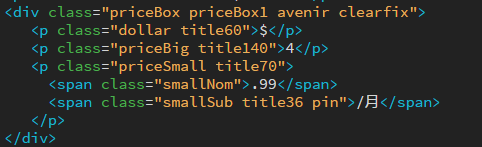 <div class="priceBox priceBox1 avenir clearfix">
<p class="dollar title60">$</p>
<p class="priceBig title140">4</p>
<p class="priceSmall title70">
<span class="smallNom">.99</span>
<span class="smallSub title36 pin">/月</span>
</p>
</div>